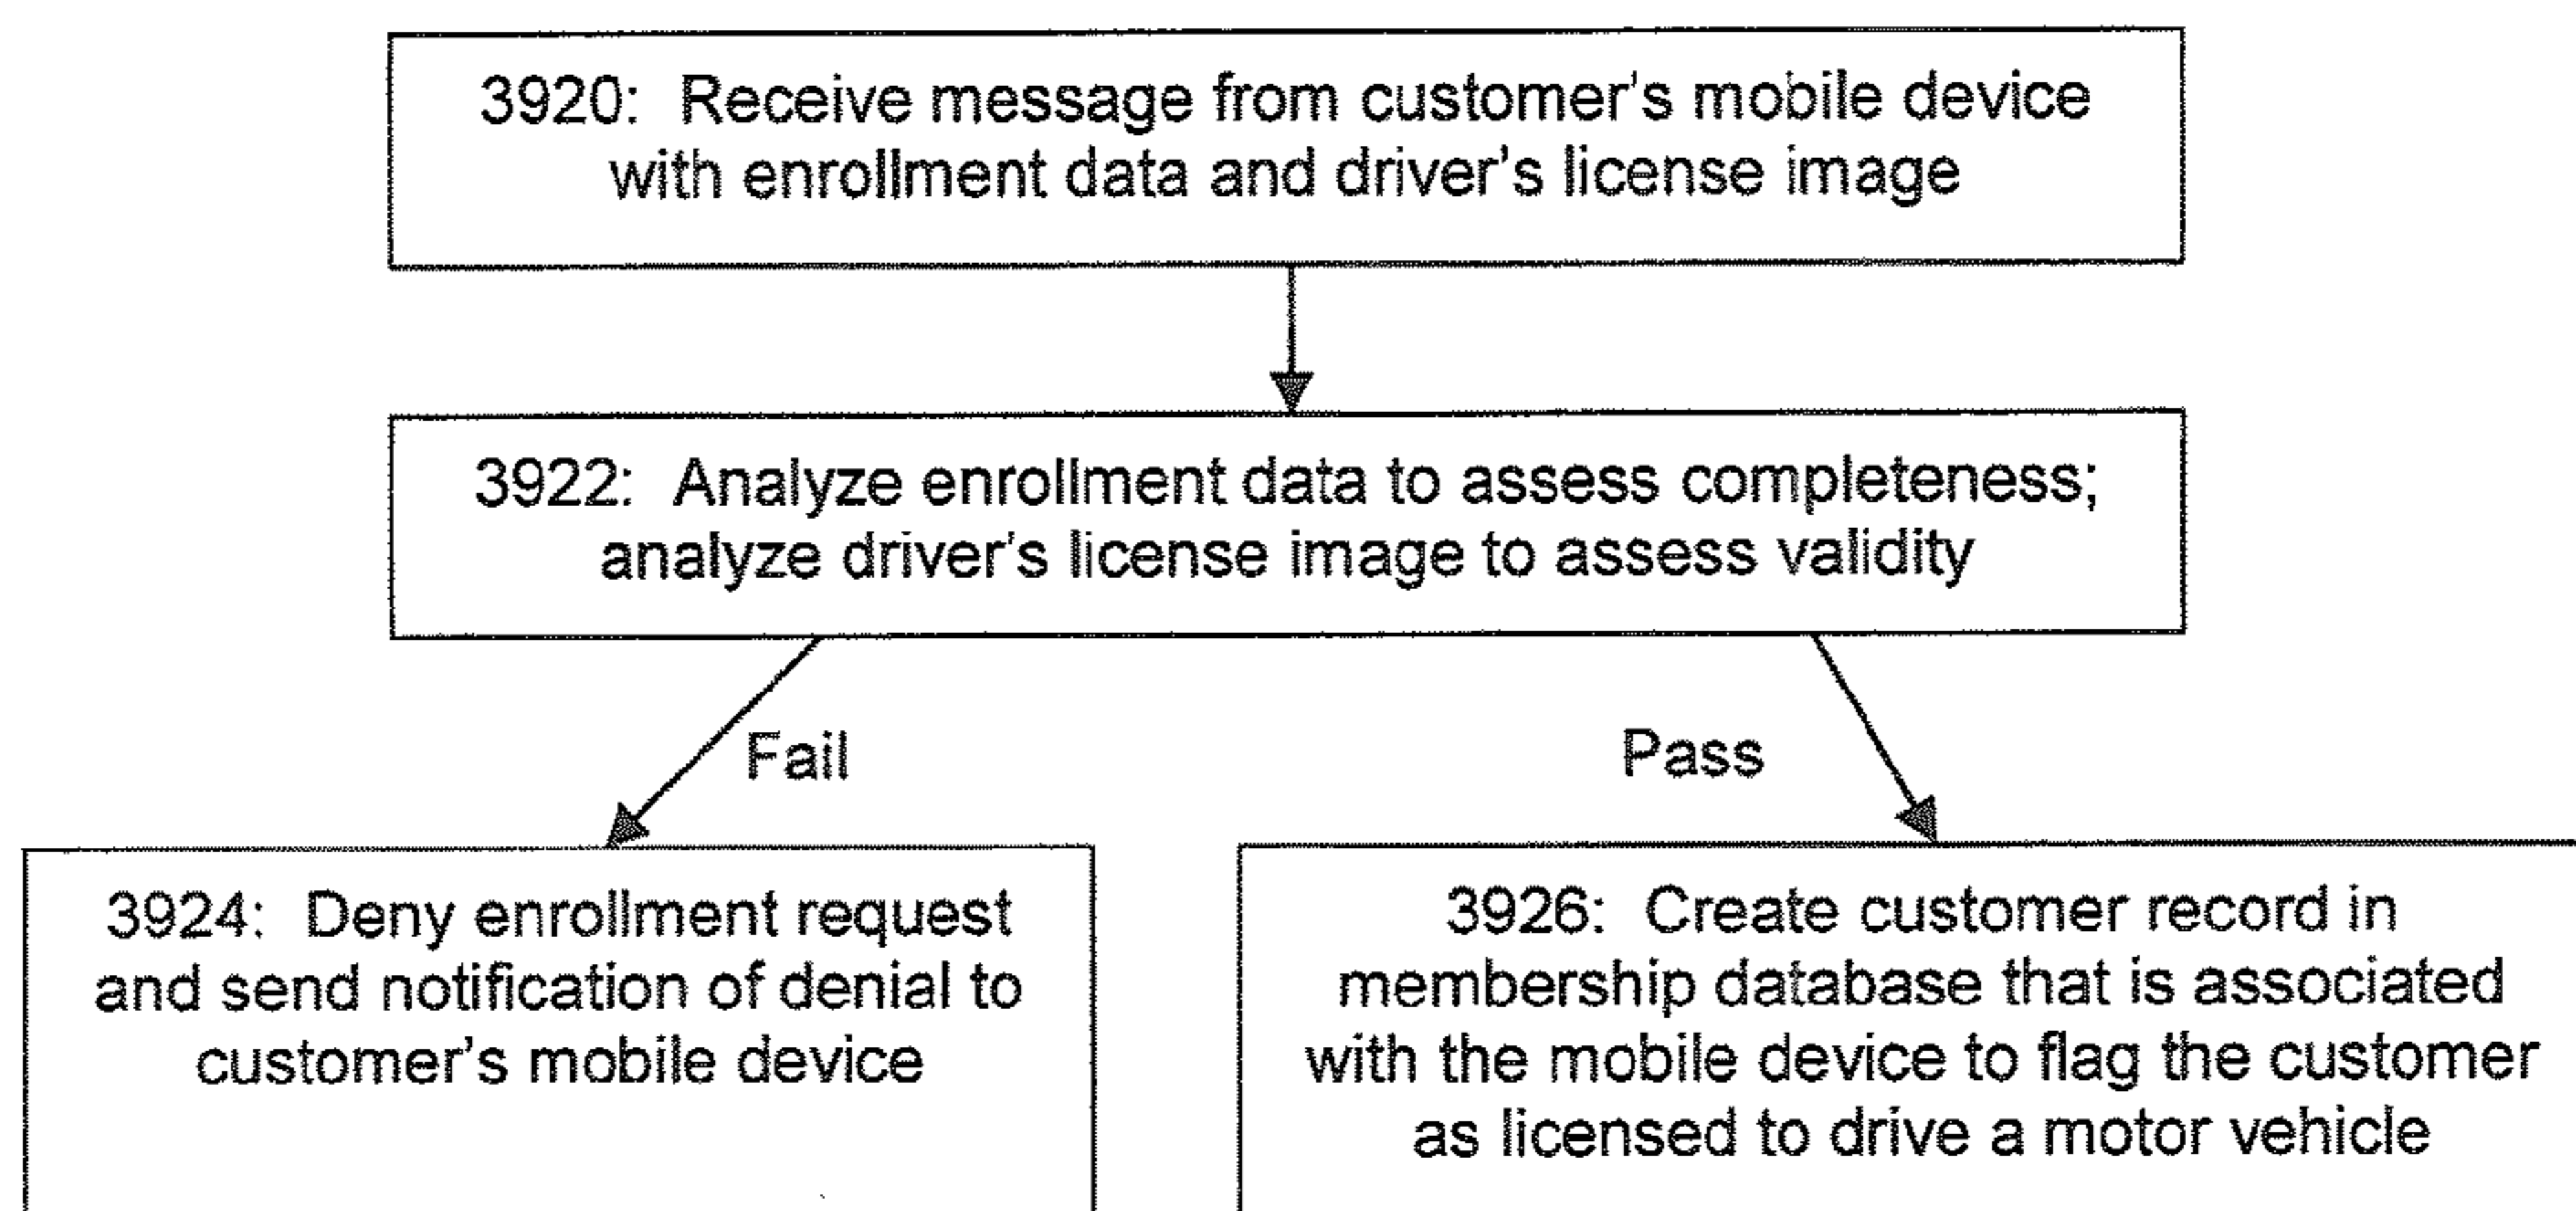 3920: Receive message from customer's mobile device
with enrollment data and driver's license image
3922: Analyze enrollment data to assess completeness;
analyze driver's license image to assess validity
Fail
Pass
3924: Deny enrollment request
and send notification of denial to
customer's mobile device
3926: Create customer record in
membership database that is associated
with the mobile device to flag the customer
as licensed to drive a motor vehicle